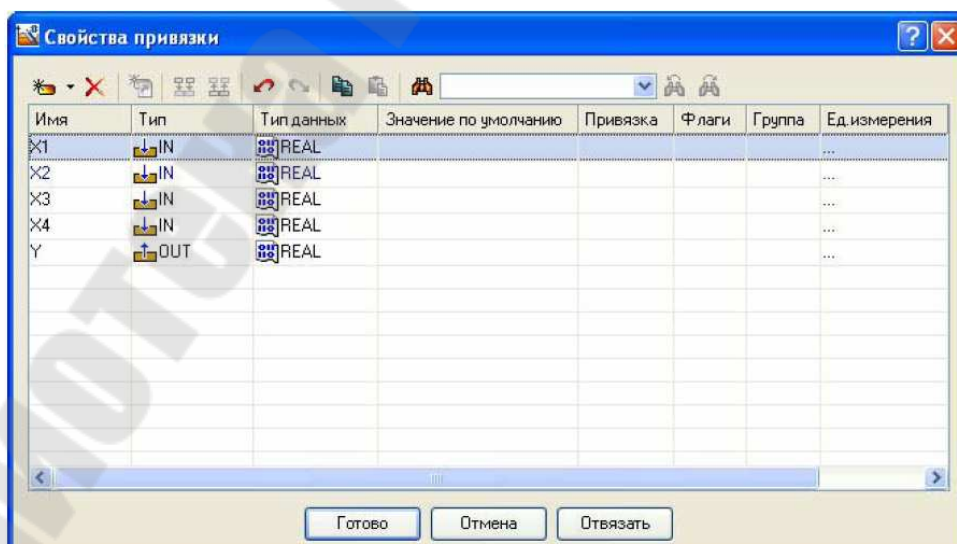 Свойства привязки
Имя Тип Тип данных Значение по умолчанию Привязка Флаги Группа Ед.измерения
X1 IN REAL ...
X2 IN REAL ...
X3 IN REAL ...
X4 IN REAL ...
Y OUT REAL ...
Готово Отмена Отвязать